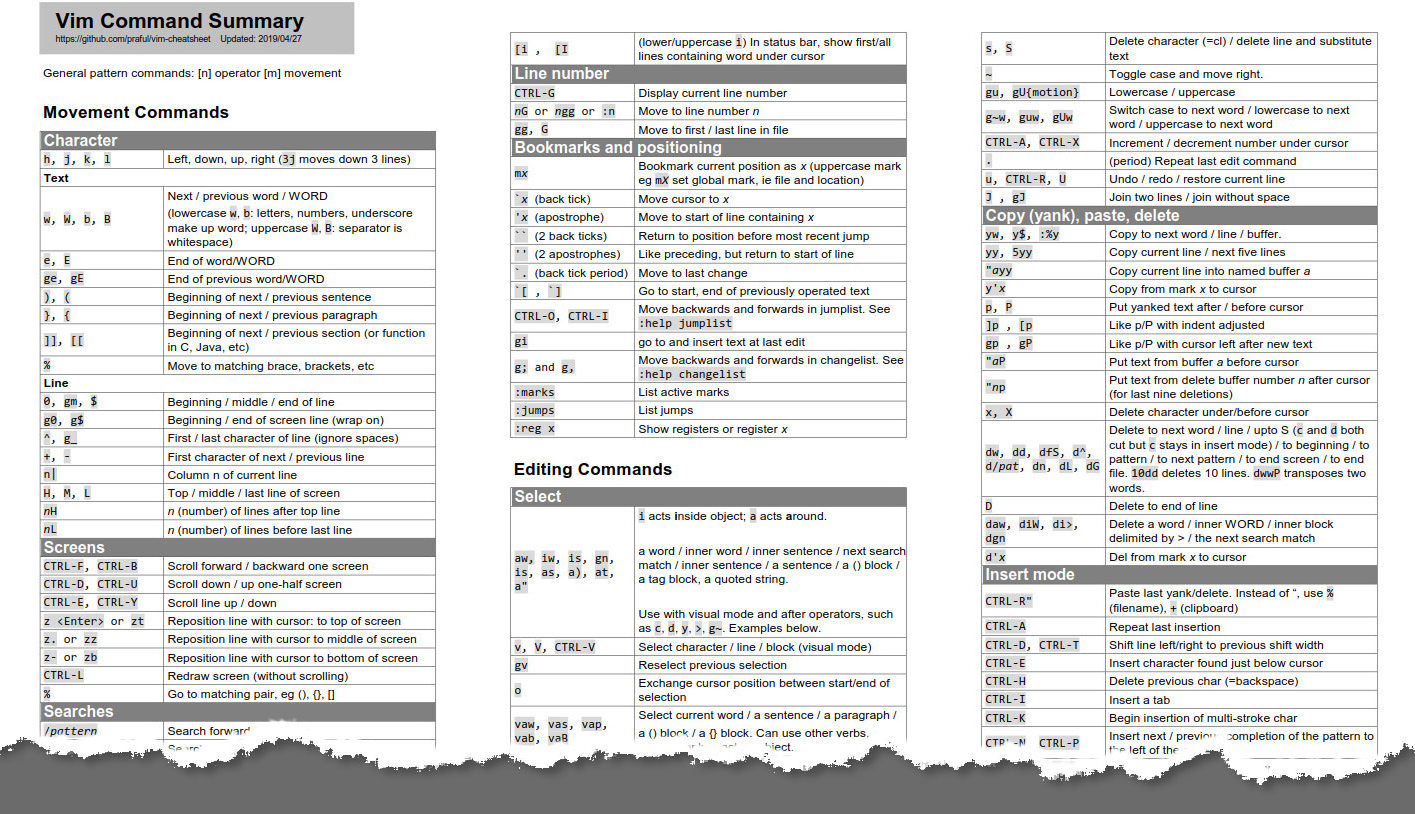 Vim Command Summary
https://github.com/praful/vim-cheatsheet Updated: 2019/04/27
General pattern commands: [n] operator [m] movement
Movement Commands
Character
h, j, k, l Left, down, up, right (3j moves down 3 lines)
Text
w, W, b, B Next / previous word / WORD
(lowercase w, b: letters, numbers, underscore
make up word; uppercase W, B: separator is
whitespace)
e, E End of word/WORD
ge, gE End of previous word/WORD
), ( Beginning of next / previous sentence
}, { Beginning of next / previous paragraph
]], [[ Beginning of next / previous section (or function
in C, Java, etc)
% Move to matching brace, brackets, etc
Line
0, gm, $ Beginning / middle / end of line
g0, g$ Beginning / end of screen line (wrap on)
^, g_ First / last character of line (ignore spaces)
+, - First character of next / previous line
n| Column n of current line
H, M, L Top / middle / last line of screen
nH n (number) of lines after top line
nL n (number) of lines before last line
Screens
CTRL-F, CTRL-B Scroll forward / backward one screen
CTRL-D, CTRL-U Scroll down / up one-half screen
CTRL-E, CTRL-Y Scroll line up / down
z <Enter> or zt Reposition line with cursor: to top of screen
z. or zz Reposition line with cursor to middle of screen
z- or zb Reposition line with cursor to bottom of screen
CTRL-L Redraw screen (without scrolling)
% Go to matching pair, eg (), {}, []
Searches
/pattern Search forward
[i , [I (lower/uppercase i) In status bar, show first/all
lines containing word under cursor
Line number
CTRL-G Display current line number
nG or ngg or :n Move to line number n
gg, G Move to first / last line in file
Bookmarks and positioning
mx Bookmark current position as x (uppercase mark
eg mX set global mark, ie file and location)
`x (back tick) Move cursor to x
'x (apostrophe) Move to start of line containing x
`` (2 back ticks) Return to position before most recent jump
'' (2 apostrophes) Like preceding, but return to start of line
`. (back tick period) Move to last change
`[ , `] Go to start, end of previously operated text
CTRL-O, CTRL-I Move backwards and forwards in jumplist. See
:help jumplist
gi go to and insert text at last edit
g; and g, Move backwards and forwards in changelist. See
:help changelist
:marks List active marks
:jumps List jumps
:reg x Show registers or register x
Editing Commands
Select
i acts inside object; a acts around.
aw, iw, is, gn, a word / inner word / inner sentence / next search
is, as, a), at, match / inner sentence / a sentence / a () block /
a" a tag block, a quoted string.
Use with visual mode and after operators, such
as c, d, y, >, g~. Examples below.
v, V, CTRL-V Select character / line / block (visual mode)
gv Reselect previous selection
o Exchange cursor position between start/end of
selection
vaw, vas, vap, Select current word / a sentence / a paragraph /
vab, vaB a () block / a {} block. Can use other verbs.
s, S Delete character (=cl) / delete line and substitute
text
~ Toggle case and move right.
gu, gU{motion} Lowercase / uppercase
g~w, guw, gUw Switch case to next word / lowercase to next
word / uppercase to next word
CTRL-A, CTRL-X Increment / decrement number under cursor
. (period) Repeat last edit command
u, CTRL-R, U Undo / redo / restore current line
J , gJ Join two lines / join without space
Copy (yank), paste, delete
yw, y$, :%y Copy to next word / line / buffer.
yy, 5yy Copy current line / next five lines
"ayy Copy current line into named buffer a
y'x Copy from mark x to cursor
p, P Put yanked text after / before cursor
]p , [p Like p/P with indent adjusted
gp , gP Like p/P with cursor left after new text
"aP Put text from buffer a before cursor
"np Put text from delete buffer number n after cursor
(for last nine deletions)
x, X Delete character under/before cursor
dw, dd, dfS, d^, d/pat, dn, dL, dG Delete to next word / line / upto S (c and d both
cut but c stays in insert mode) / to beginning / to
pattern / to next pattern / to end screen / to end
file. 10dd deletes 10 lines. dwwP transposes two
words.
D Delete to end of line
daw, diW, di>, Delete a word / inner WORD / inner block
dgn delimited by > / the next search match
d'x Del from mark x to cursor
Insert mode
CTRL-R" Paste last yank/delete. Instead of “, use %
(filename), + (clipboard)
CTRL-A Repeat last insertion
CTRL-D, CTRL-T Shift line left/right to previous shift width
CTRL-E Insert character found just below cursor
CTRL-H Delete previous char (=backspace)
CTRL-I Insert a tab
CTRL-K Begin insertion of multi-stroke char
CTRL-N CTRL-P Insert next / previous completion of the pattern to
the left of the